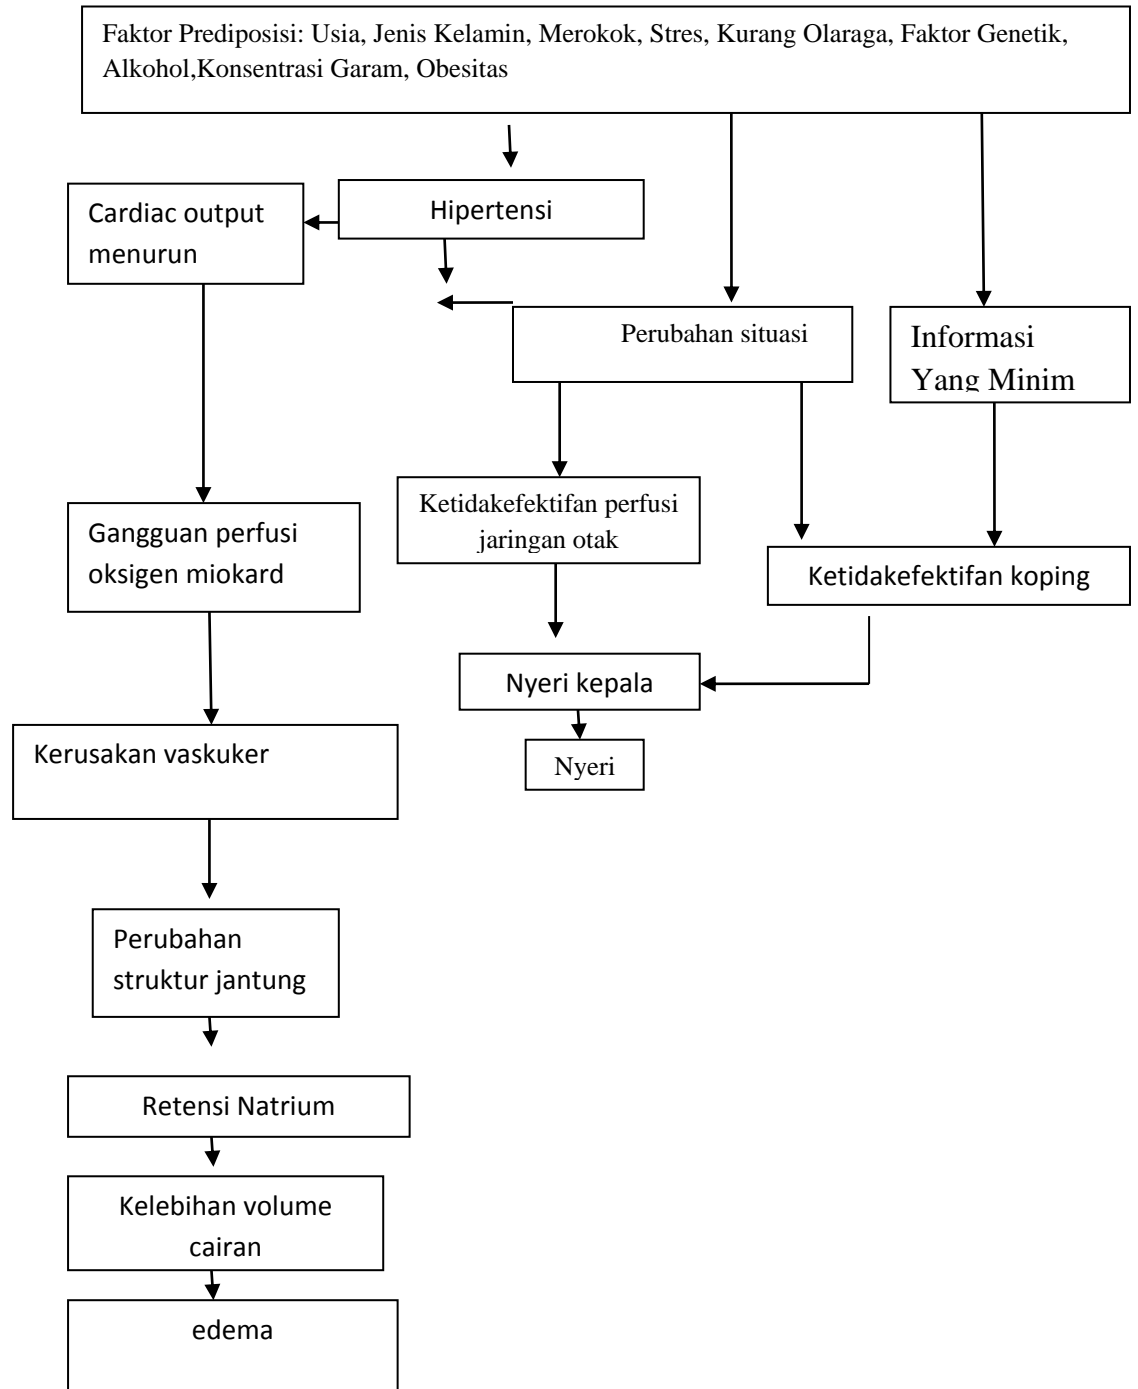 Faktor Prediposisi: Usia, Jenis Kelamin, Merokok, Stres, Kurang Olaraga, Faktor Genetik,
Alkohol,Konsentrasi Garam, Obesitas
Cardiac output
menurun
Hipertensi
Perubahan situasi
Informasi
Yang Minim
Gangguan perfusi
oksigen miokard
Ketidakefektifan perfusi
jaringan otak
Ketidakefektifan koping
Nyeri kepala
Kerusakan vaskuker
Nyeri
Perubahan
struktur jantung
Retensi Natrium
Kelebihan volume
cairan
edema